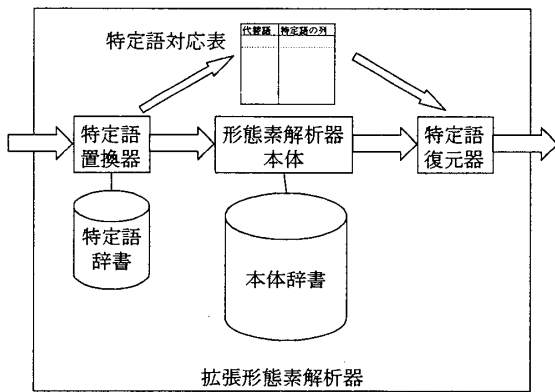 特定語対応表
代替語 特定の列
特定語
置換器
形態素解析器
本体
特定語
復元器
特定語
辞書
本体辞書
拡張形態素解析器